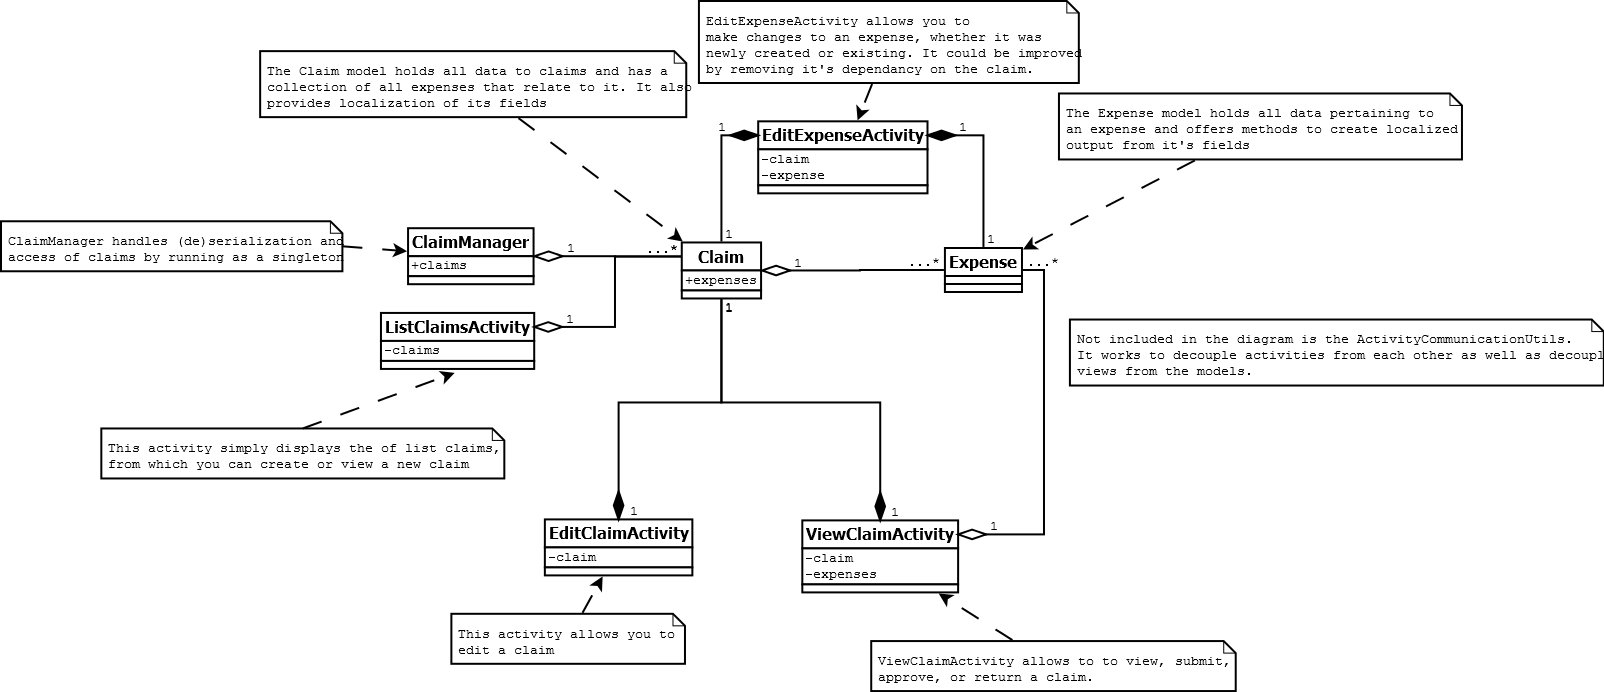 EditExpenseActivity allows you to
make changes to an expense, whether it was
newly created or existing. It could be improved
by removing it's dependancy on the claim.
The Claim model holds all data to claims and has a
collection of all expenses that relate to it. It also
provides localization of its fields
The Expense model holds all data pertaining to
an expense and offers methods to create localized
output from it's fields
1
EditExpenseActivity
1
-claim
-expense
ClaimManager handles (de)serialization and
access of claims by running as a singleton
ClaimManager
+claims
1
...*
1
Claim
+expenses
1
1
...*
1
Expense
...*
ListClaimsActivity
-claims
1
Not included in the diagram is the ActivityCommunicationUtils.
It works to decouple activities from each other as well as decoupl
views from the models.
This activity simply displays the of list claims,
from which you can create or view a new claim
1
EditClaimActivity
-claim
1
ViewClaimActivity
-claim
-expenses
1
This activity allows you to
edit a claim
ViewClaimActivity allows to to view, submit,
approve, or return a claim.